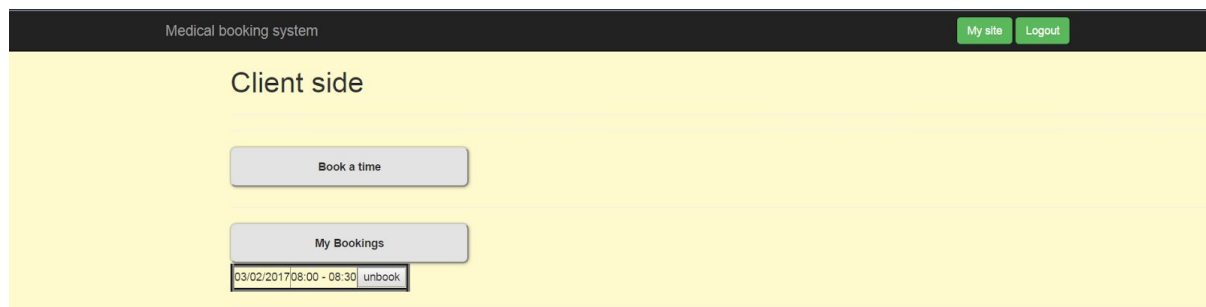 Medical booking system My site Logout
Client side
Book a time
My Bookings
03/02/2017 08:00 - 08:30 unbook